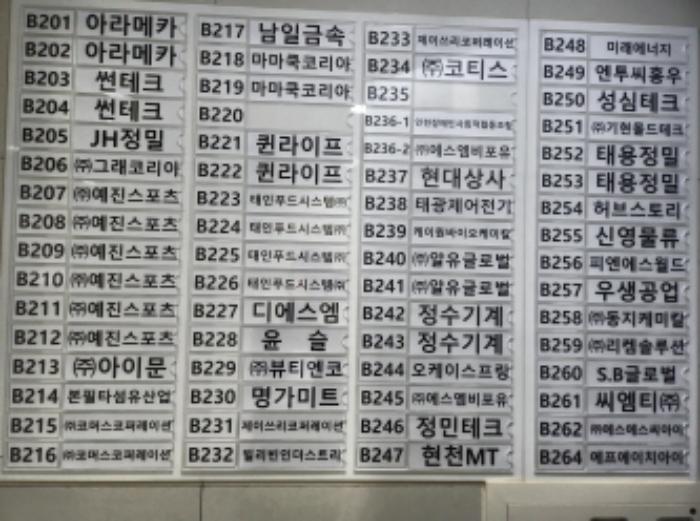 B201 아라메카
B202 아라메카
B203 썬테크
B204 썬테크
B205 JH정밀
B206 ㈜그래코리아
B207 ㈜예진스포츠
B208 ㈜예진스포츠
B209 ㈜예진스포츠
B210 ㈜예진스포츠
B211 ㈜예진스포츠
B212 ㈜예진스포츠
B213 ㈜아이문
B214 본필타섬유산업
B215 ㈜코머스코퍼레이션
B216 ㈜코머스코퍼레이션
B217 남일금속
B218 마마쿡코리아
B219 마마쿡코리아
B220
B221 퀸라이프
B222 퀸라이프
B223 태인푸드시스템㈜
B224 태인푸드시스템㈜
B225 태인푸드시스템㈜
B226 태인푸드시스템㈜
B227 디에스엠
B228 윤 슬
B229 ㈜뷰티앤코
B230 명가미트
B231 제이쓰리코퍼레이션
B232 필리빈인더스트리
B233 제이쓰리코퍼레이션
B234 ㈜코티스
B235
B236-1
B236-2 ㈜에스엠비포유
B237 현대상사
B238 태광제어전기
B239 케이원바이오케미칼
B240 ㈜알유글로벌
B241 ㈜알유글로벌
B242 정수기계
B243 정수기계
B244 오케이스프링
B245 ㈜에스엠비포유
B246 정민테크
B247 현천MT
B248 미래에너지
B249 엔투씨홍우
B250 성심테크
B251 ㈜기현몰드테크
B252 태용정밀
B253 태용정밀
B254 허브스토리
B255 신영물류
B256 피엔에스월드
B257 우생공업
B258 ㈜동지케미칼
B259 ㈜리켐솔루션
B260 S.B글로벌
B261 씨엠티㈜
B262 ㈜에스에스씨아이
B264 에프에이치아이